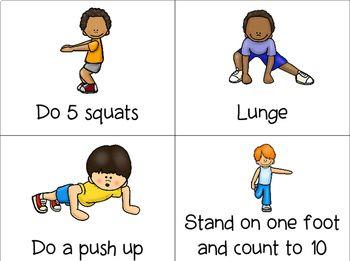 Do 5 squats
Lunge
Do a push up
Stand on one foot
and count to 10